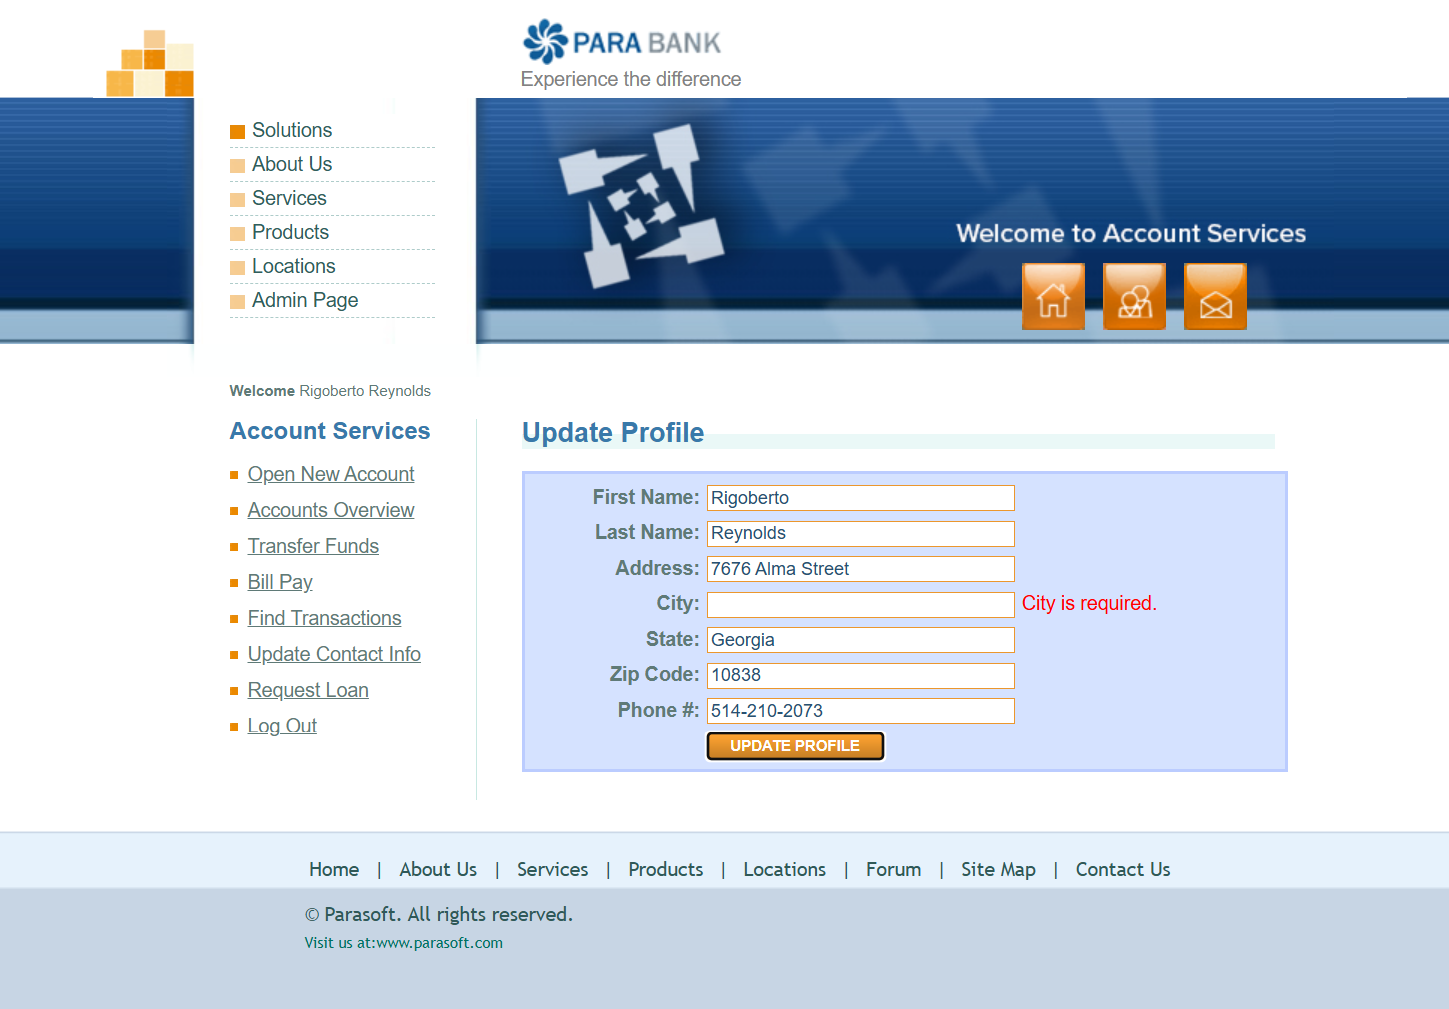 PARA BANK
Experience the difference
Solutions
About Us
Services
Products
Locations
Admin Page
Welcome to Account Services
Welcome Rigoberto Reynolds
Account Services
Open New Account
Accounts Overview
Transfer Funds
Bill Pay
Find Transactions
Update Contact Info
Request Loan
Log Out
Update Profile
First Name: Rigoberto
Last Name: Reynolds
Address: 7676 Alma Street
City: City is required.
State: Georgia
Zip Code: 10838
Phone #: 514-210-2073
UPDATE PROFILE
Home | About Us | Services | Products | Locations | Forum | Site Map | Contact Us
© Parasoft. All rights reserved.
Visit us at:www.parasoft.com